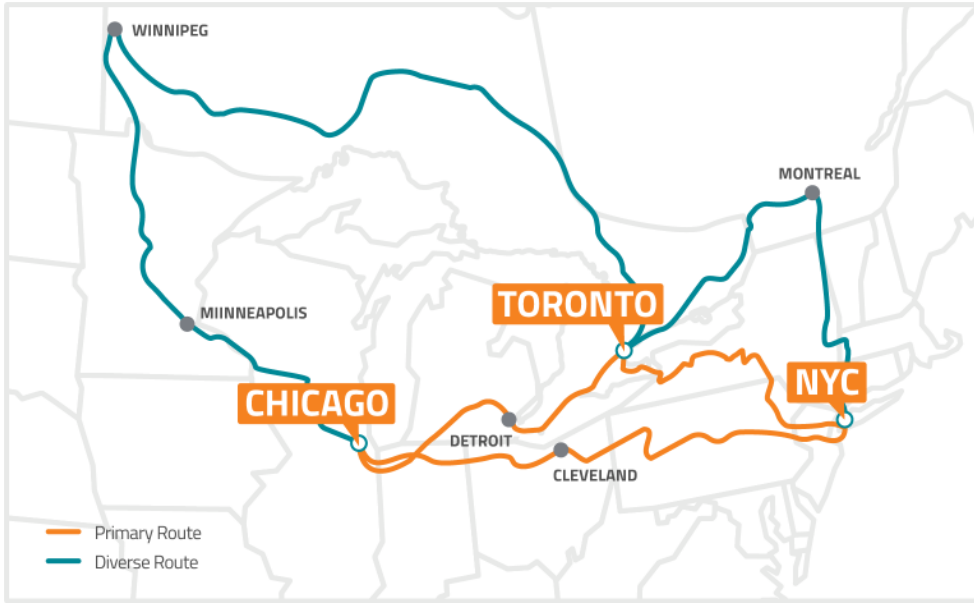 WINNIPEG
MONTREAL
TORONTO
MIINNEAPOLIS
NYC
CHICAGO
DETROIT
CLEVELAND
Primary Route
Diverse Route